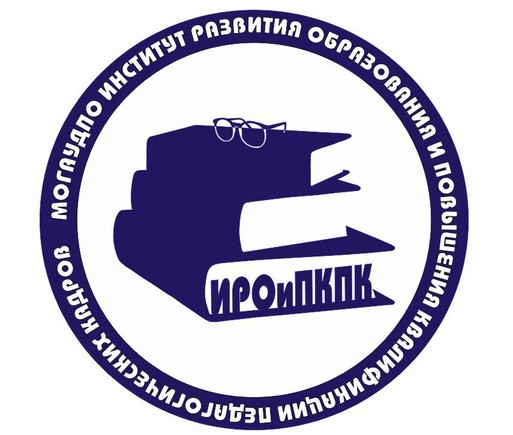 МОГАУДПО ИНСТИТУТ РАЗВИТИЯ ОБРАЗОВАНИЯ И ПОВЫШЕНИЯ КВАЛИФИКАЦИИ ПЕДАГОГИЧЕСКИХ КАДРОВ
ИРОиПКПК